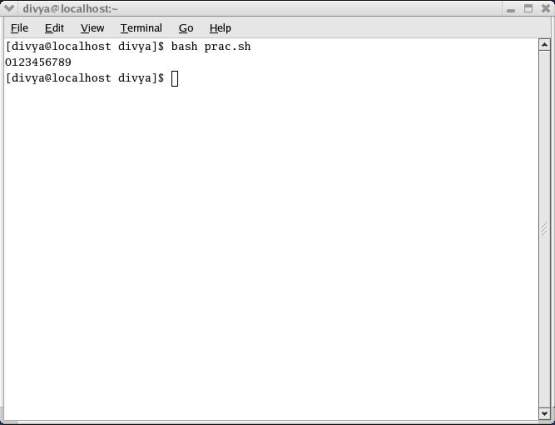 divya@localhost:~
File Edit View Terminal Go Help
[divya@localhost divya]$ bash prac.sh
0123456789
[divya@localhost divya]$